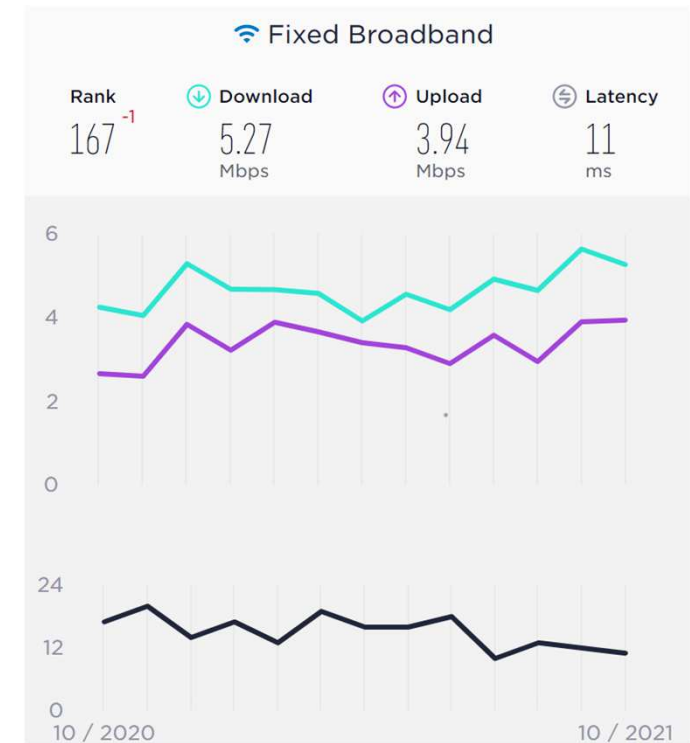 Fixed Broadband
Rank Download Upload Latency
167 -1 5.27 3.94 11
Mbps Mbps ms
6
4
2
0
24
12
0
10 / 2020 10 / 2021